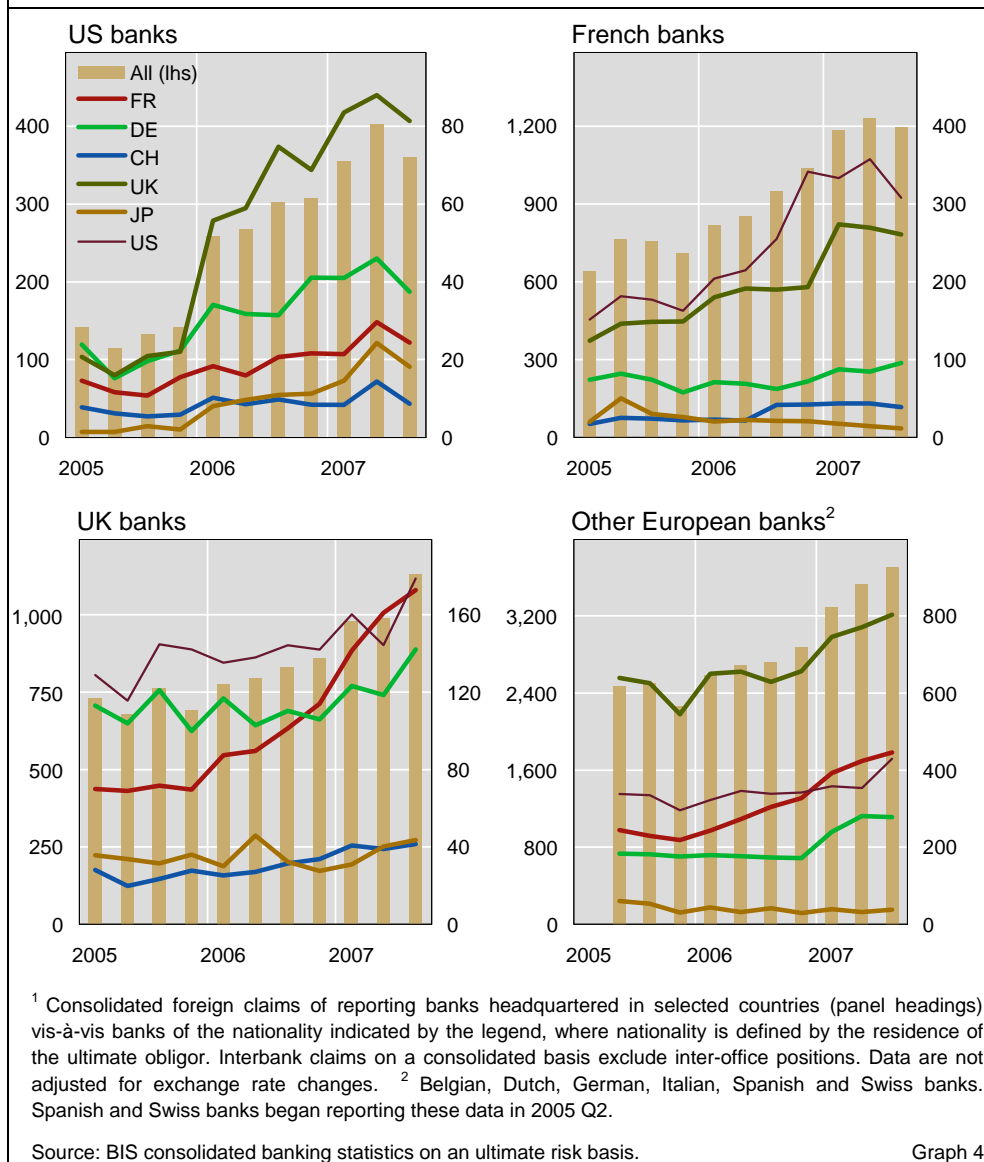 US banks
French banks
All (lhs)
FR
DE
CH
UK
JP
US
400
300
200
100
0
80
60
40
20
0
2005 2006 2007
1,200
900
600
300
0
400
300
200
100
0
2005 2006 2007
UK banks
Other European banks²
1,000
750
500
250
0
160
120
80
40
0
2005 2006 2007
3,200
2,400
1,600
800
0
800
600
400
200
0
2005 2006 2007
¹ Consolidated foreign claims of reporting banks headquartered in selected countries (panel headings)
vis-à-vis banks of the nationality indicated by the legend, where nationality is defined by the residence of
the ultimate obligor. Interbank claims on a consolidated basis exclude inter-office positions. Data are not
adjusted for exchange rate changes. ² Belgian, Dutch, German, Italian, Spanish and Swiss banks.
Spanish and Swiss banks began reporting these data in 2005 Q2.
Source: BIS consolidated banking statistics on an ultimate risk basis. Graph 4